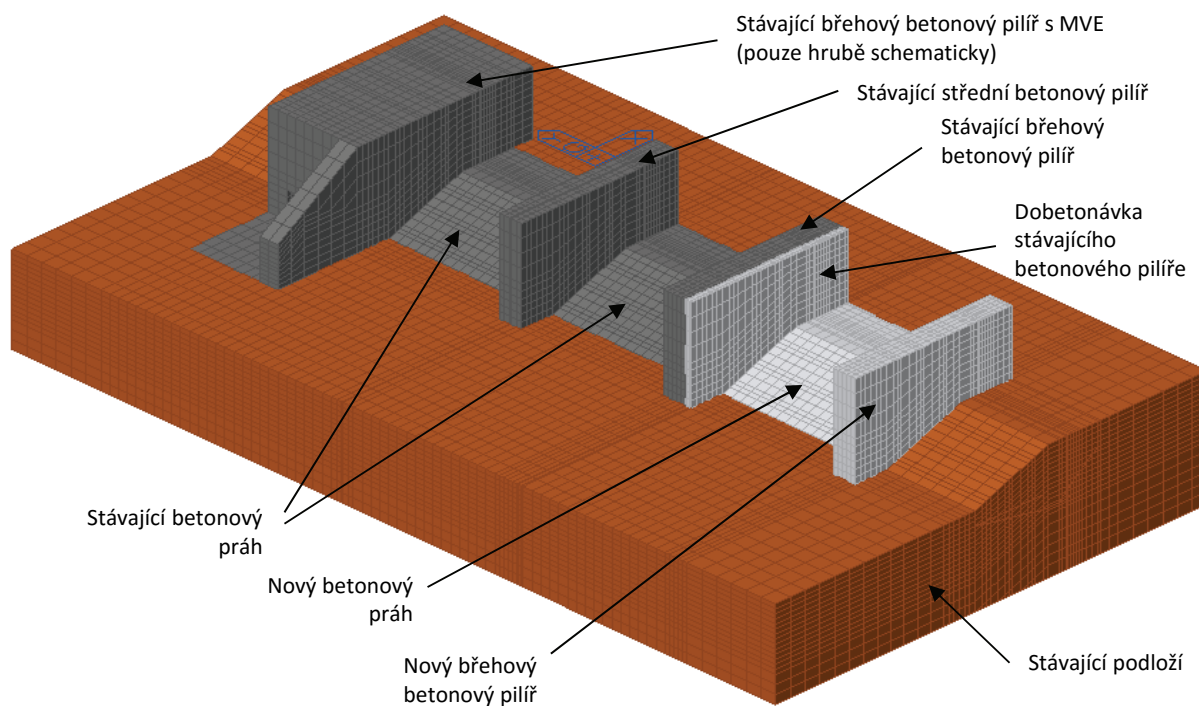 Stávající břehový betonový pilíř s MVE
(pouze hrubě schematicky)
Stávající střední betonový pilíř
Stávající břehový
betonový pilíř
Dobetonávka
stávajícího
betonového pilíře
Stávající betonový
práh
Nový betonový
práh
Nový břehový
betonový pilíř
Stávající podloží